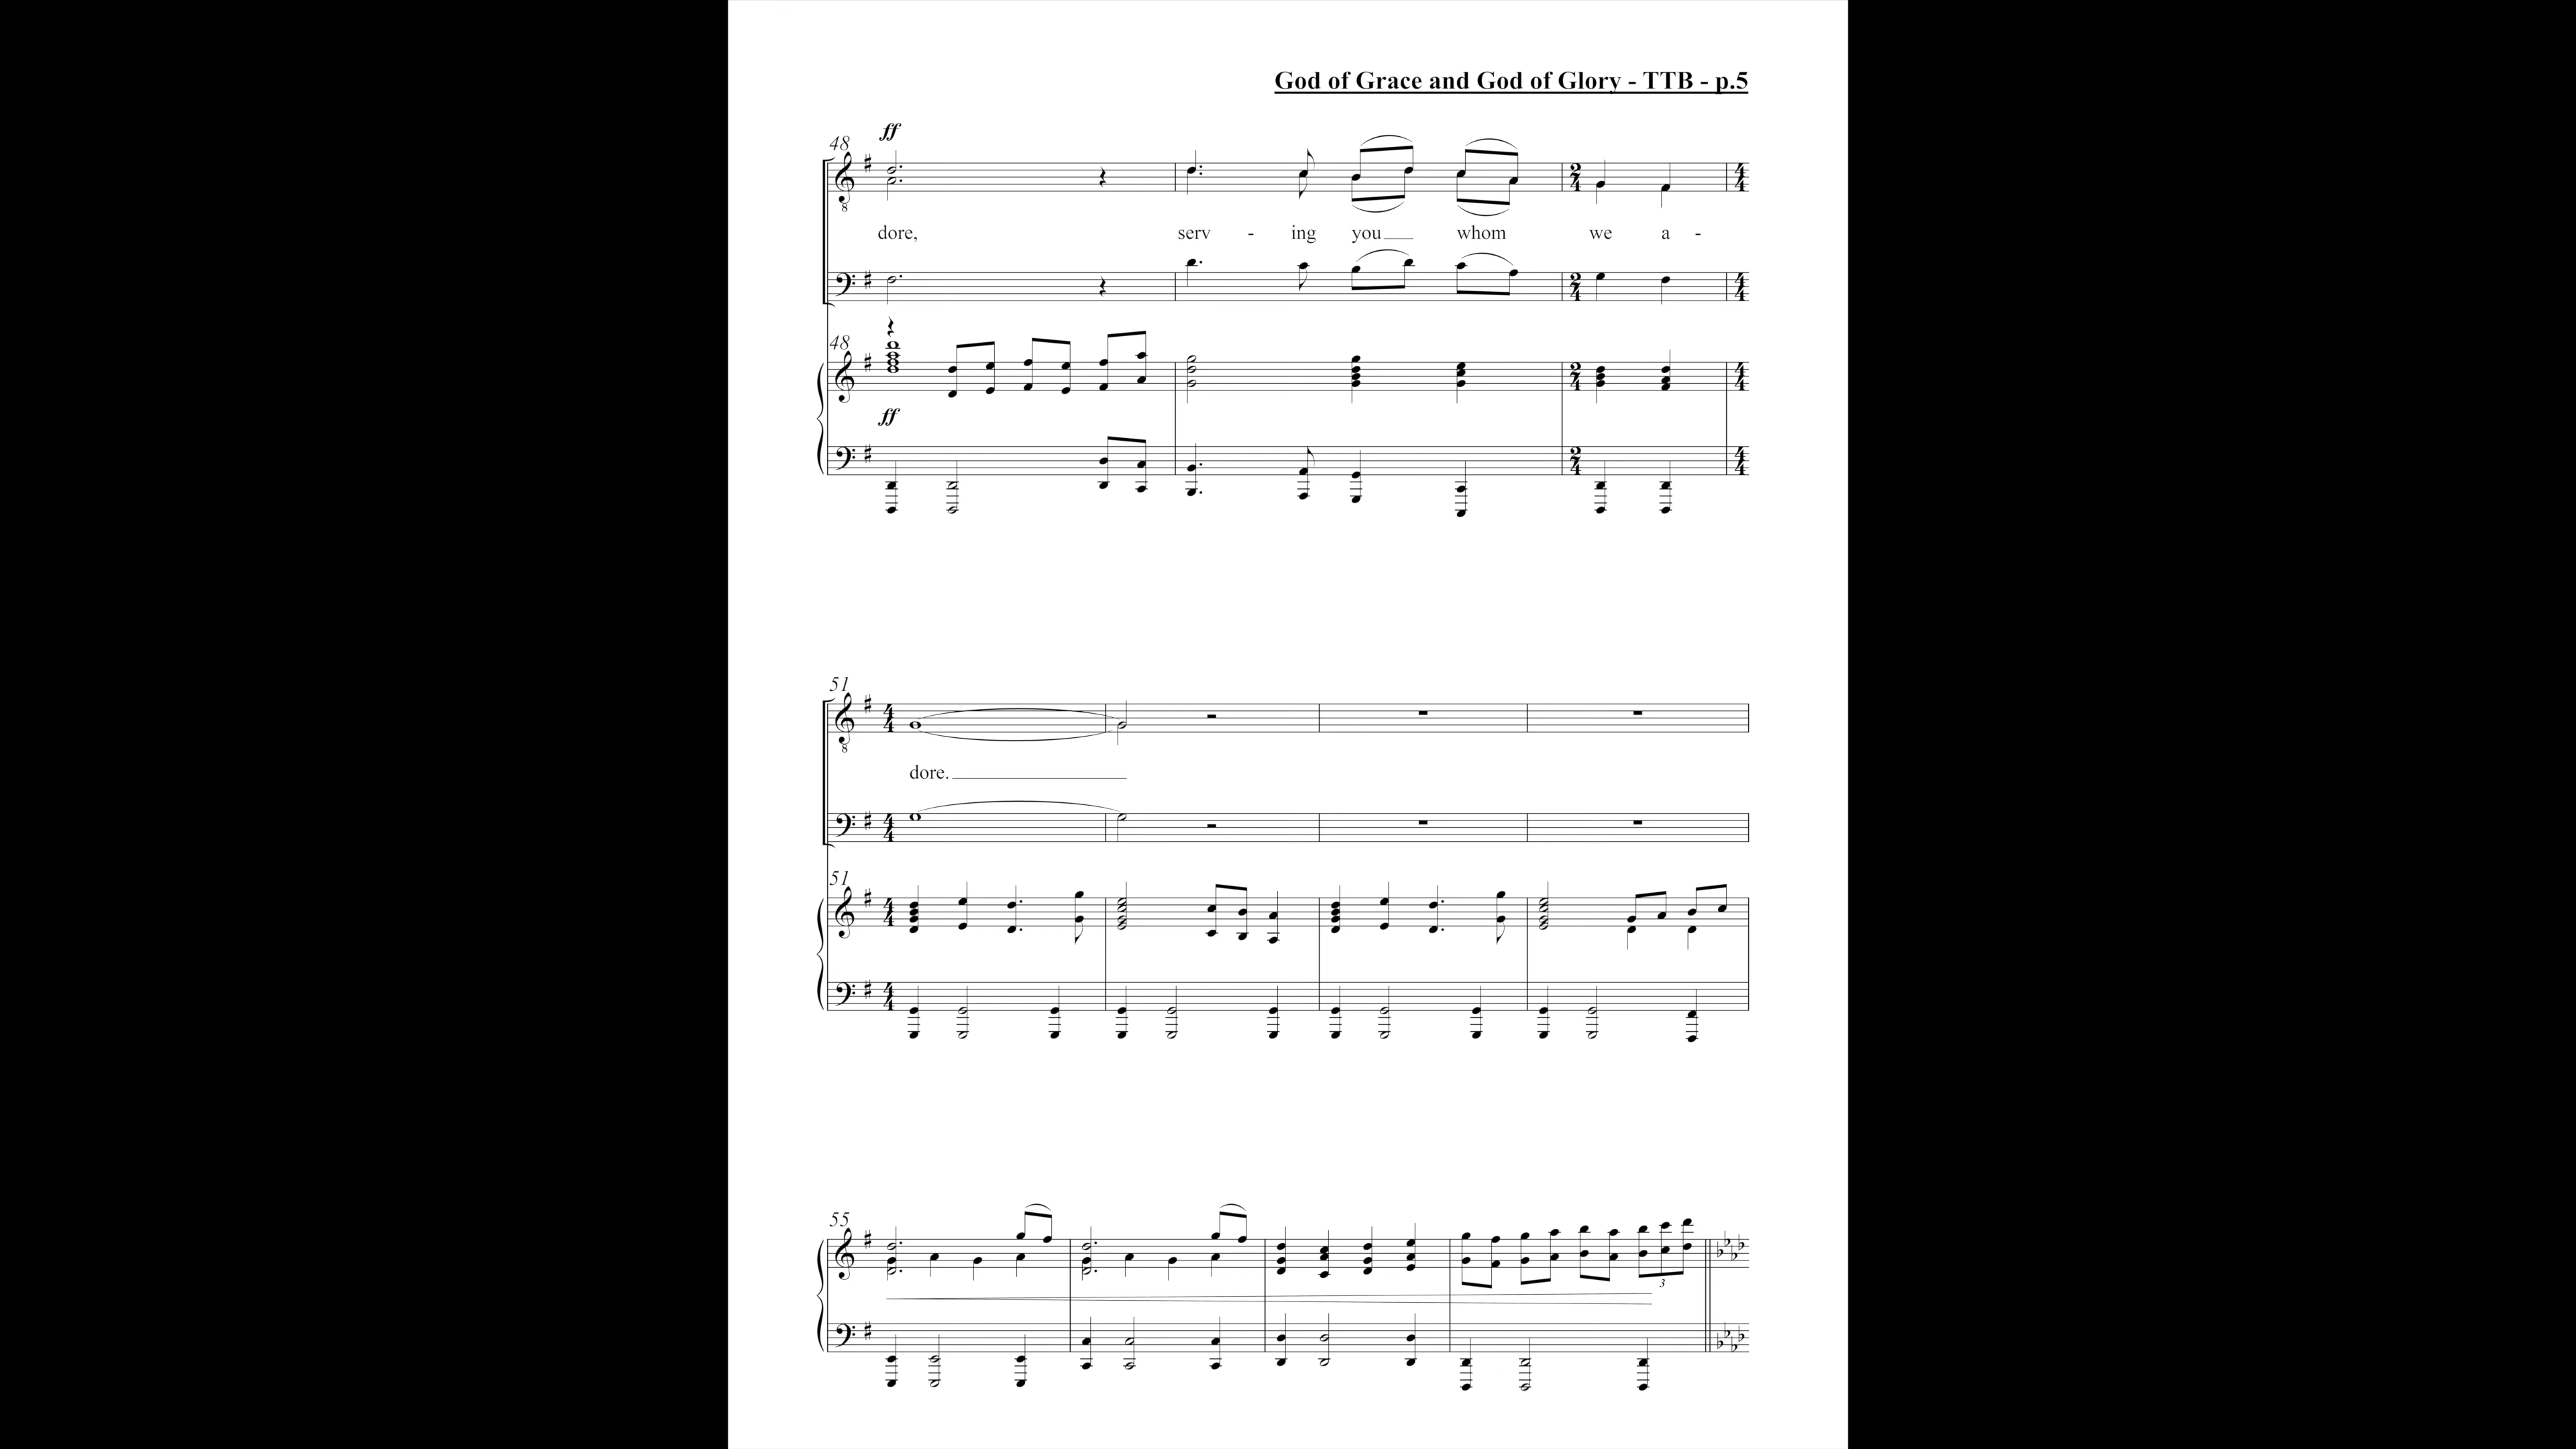 God of Grace and God of Glory - TTB - p.5
48
ff
dore, serv - ing you whom we a -
48
ff
51
dore.
51
55
3